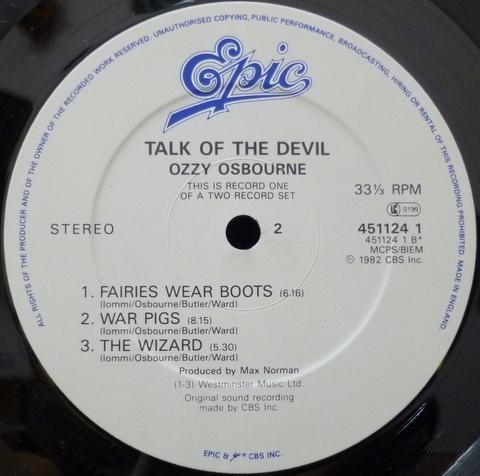 ALL RIGHTS OF THE PRODUCER AND OF THE OWNER OF THE RECORDED WORK RESERVED. UNAUTHORISED COPYING, PUBLIC PERFORMANCE, BROADCASTING, HIRING OR RENTAL OF THIS RECORDING PROHIBITED. MADE IN ENGLAND.
Epic
TALK OF THE DEVIL
OZZY OSBOURNE
THIS IS RECORD ONE
OF A TWO RECORD SET
33⅓ RPM
LC 0199
STEREO
2
451124 1
451124 1 B*
MCPS/BIEM
℗ 1982 CBS Inc.
1. FAIRIES WEAR BOOTS (6.16)
(Iommi/Osbourne/Butler/Ward)
2. WAR PIGS (8.15)
(Iommi/Osbourne/Butler/Ward)
3. THE WIZARD (5.30)
(Iommi/Osbourne/Butler/Ward)
Produced by Max Norman
(1-3) Westminster Music Ltd.
Original sound recording
made by CBS Inc.
EPIC & CBS INC.